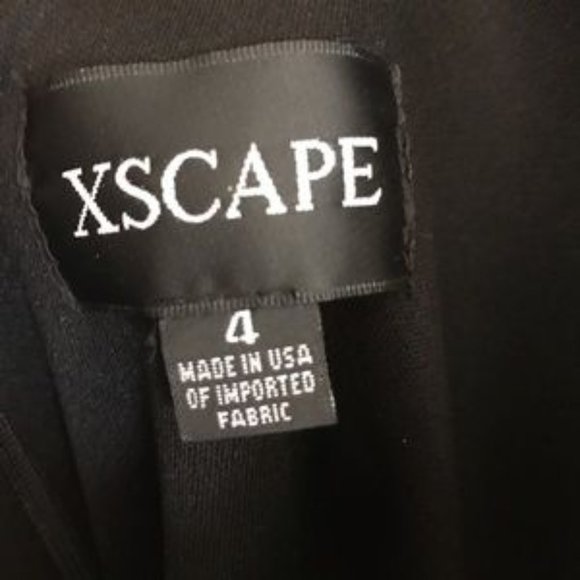 XSCAPE
4
MADE IN USA
OF IMPORTED
FABRIC